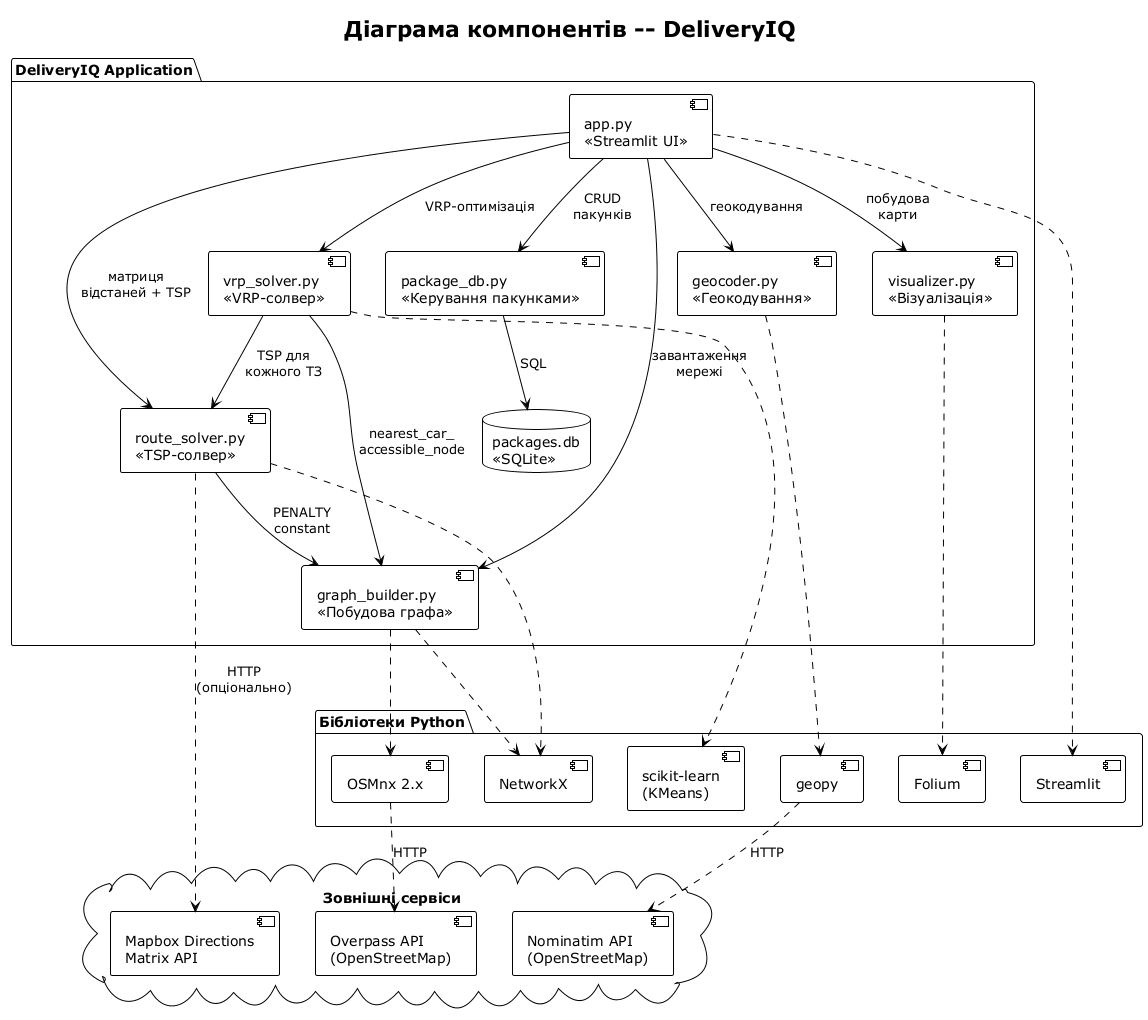 Діаграма компонентів -- DeliveryIQ
DeliveryIQ Application
app.py
«Streamlit UI»
VRP-оптимізація
CRUD
пакунків
геокодування
побудова
карти
матриця
відстаней + TSP
vrp_solver.py
«VRP-солвер»
package_db.py
«Керування пакунками»
geocoder.py
«Геокодування»
visualizer.py
«Візуалізація»
TSP для
кожного ТЗ
SQL
завантаження
мережі
route_solver.py
«TSP-солвер»
nearest_car_
accessible_node
packages.db
«SQLite»
PENALTY
constant
graph_builder.py
«Побудова графа»
HTTP
(опціонально)
Бібліотеки Python
OSMnx 2.x
NetworkX
scikit-learn
(KMeans)
geopy
Folium
Streamlit
HTTP
HTTP
Зовнішні сервіси
Mapbox Directions
Matrix API
Overpass API
(OpenStreetMap)
Nominatim API
(OpenStreetMap)